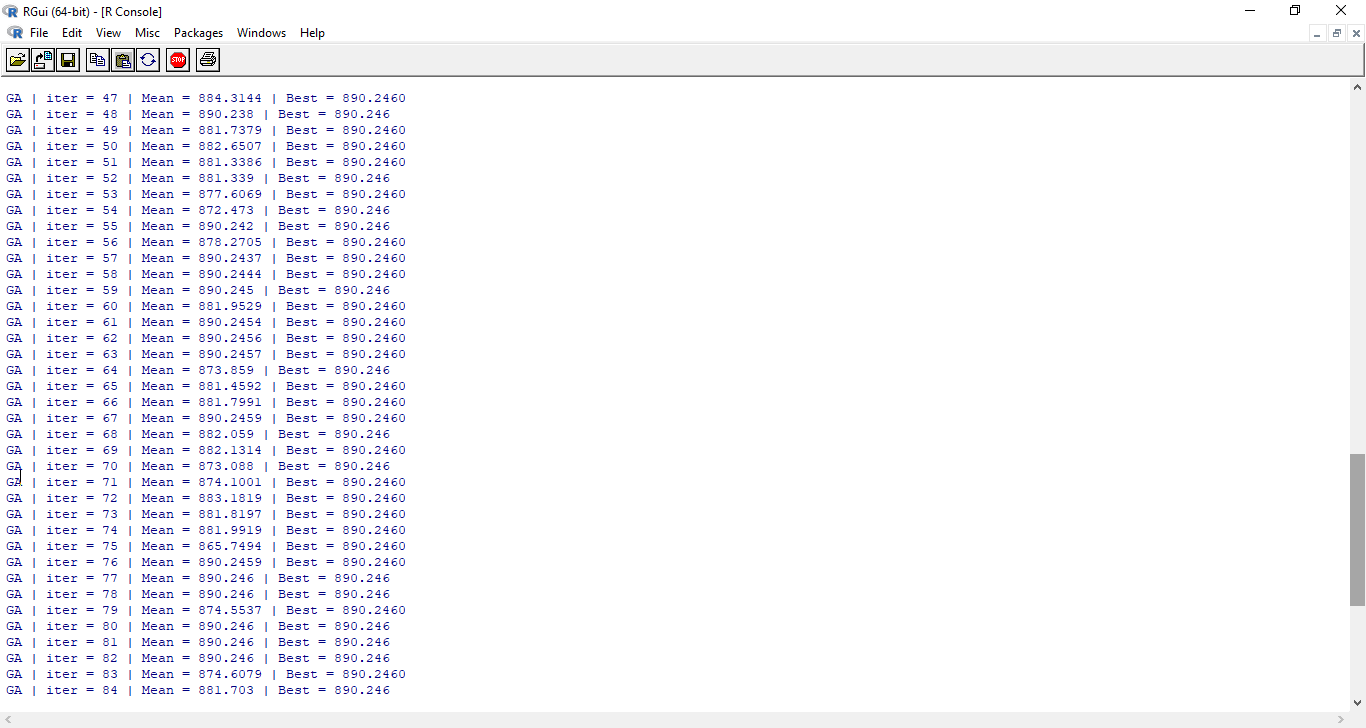 RGui (64-bit) - [R Console]
File Edit View Misc Packages Windows Help
STOP
GA | iter = 47 | Mean = 884.3144 | Best = 890.2460
GA | iter = 48 | Mean = 890.238 | Best = 890.246
GA | iter = 49 | Mean = 881.7379 | Best = 890.2460
GA | iter = 50 | Mean = 882.6507 | Best = 890.2460
GA | iter = 51 | Mean = 881.3386 | Best = 890.2460
GA | iter = 52 | Mean = 881.339 | Best = 890.246
GA | iter = 53 | Mean = 877.6069 | Best = 890.2460
GA | iter = 54 | Mean = 872.473 | Best = 890.246
GA | iter = 55 | Mean = 890.242 | Best = 890.246
GA | iter = 56 | Mean = 878.2705 | Best = 890.2460
GA | iter = 57 | Mean = 890.2437 | Best = 890.2460
GA | iter = 58 | Mean = 890.2444 | Best = 890.2460
GA | iter = 59 | Mean = 890.245 | Best = 890.246
GA | iter = 60 | Mean = 881.9529 | Best = 890.2460
GA | iter = 61 | Mean = 890.2454 | Best = 890.2460
GA | iter = 62 | Mean = 890.2456 | Best = 890.2460
GA | iter = 63 | Mean = 890.2457 | Best = 890.2460
GA | iter = 64 | Mean = 873.859 | Best = 890.246
GA | iter = 65 | Mean = 881.4592 | Best = 890.2460
GA | iter = 66 | Mean = 881.7991 | Best = 890.2460
GA | iter = 67 | Mean = 890.2459 | Best = 890.2460
GA | iter = 68 | Mean = 882.059 | Best = 890.246
GA | iter = 69 | Mean = 882.1314 | Best = 890.2460
GA | iter = 70 | Mean = 873.088 | Best = 890.246
GA | iter = 71 | Mean = 874.1001 | Best = 890.2460
GA | iter = 72 | Mean = 883.1819 | Best = 890.2460
GA | iter = 73 | Mean = 881.8197 | Best = 890.2460
GA | iter = 74 | Mean = 881.9919 | Best = 890.2460
GA | iter = 75 | Mean = 865.7494 | Best = 890.2460
GA | iter = 76 | Mean = 890.2459 | Best = 890.2460
GA | iter = 77 | Mean = 890.246 | Best = 890.246
GA | iter = 78 | Mean = 890.246 | Best = 890.246
GA | iter = 79 | Mean = 874.5537 | Best = 890.2460
GA | iter = 80 | Mean = 890.246 | Best = 890.246
GA | iter = 81 | Mean = 890.246 | Best = 890.246
GA | iter = 82 | Mean = 890.246 | Best = 890.246
GA | iter = 83 | Mean = 874.6079 | Best = 890.2460
GA | iter = 84 | Mean = 881.703 | Best = 890.246